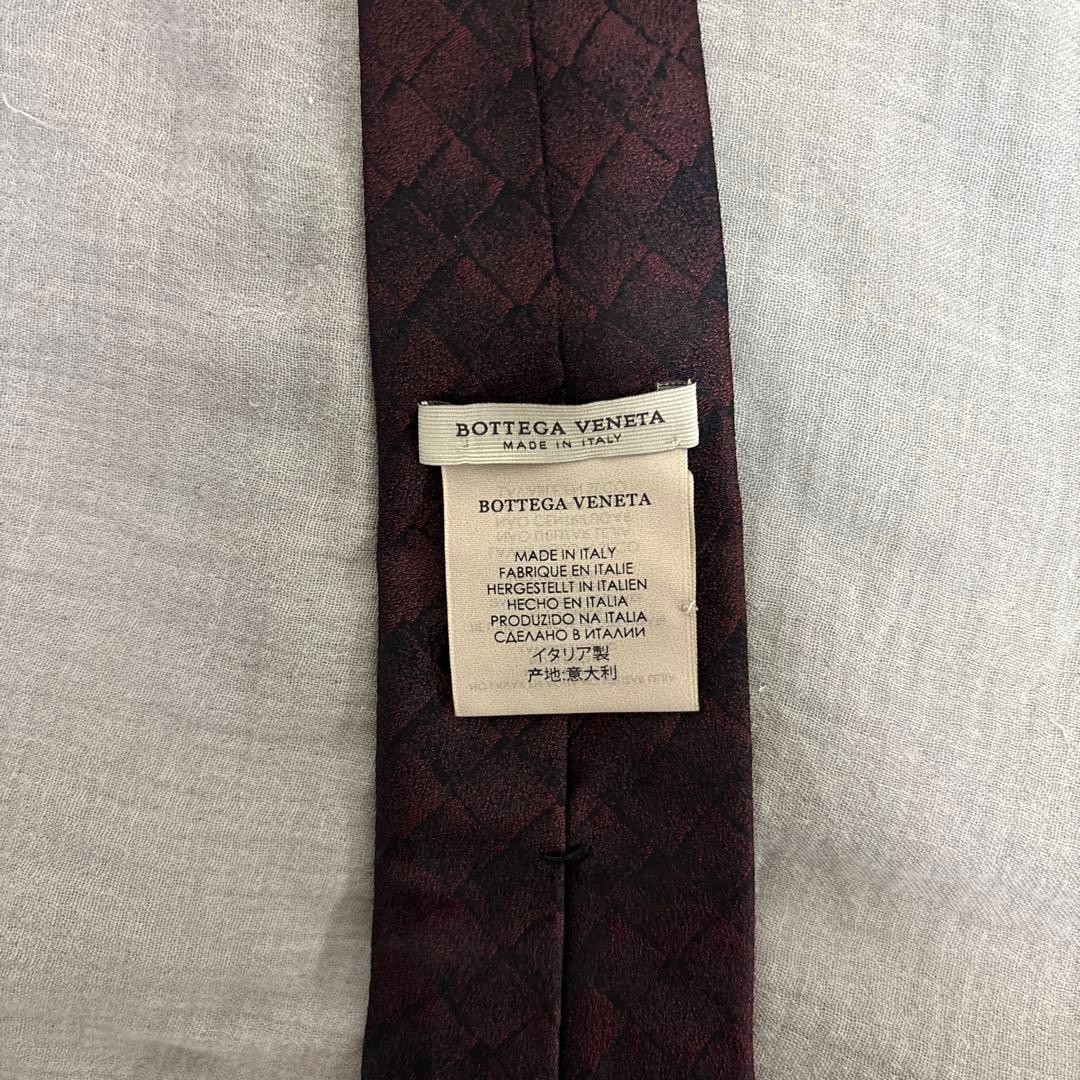 BOTTEGA VENETA
MADE IN ITALY
BOTTEGA VENETA
MADE IN ITALY
FABRIQUE EN ITALIE
HERGESTELLT IN ITALIEN
HECHO EN ITALIA
PRODUZIDO NA ITALIA
СДЕЛАНО В ИТАЛИИ
イタリア製
产地:意大利